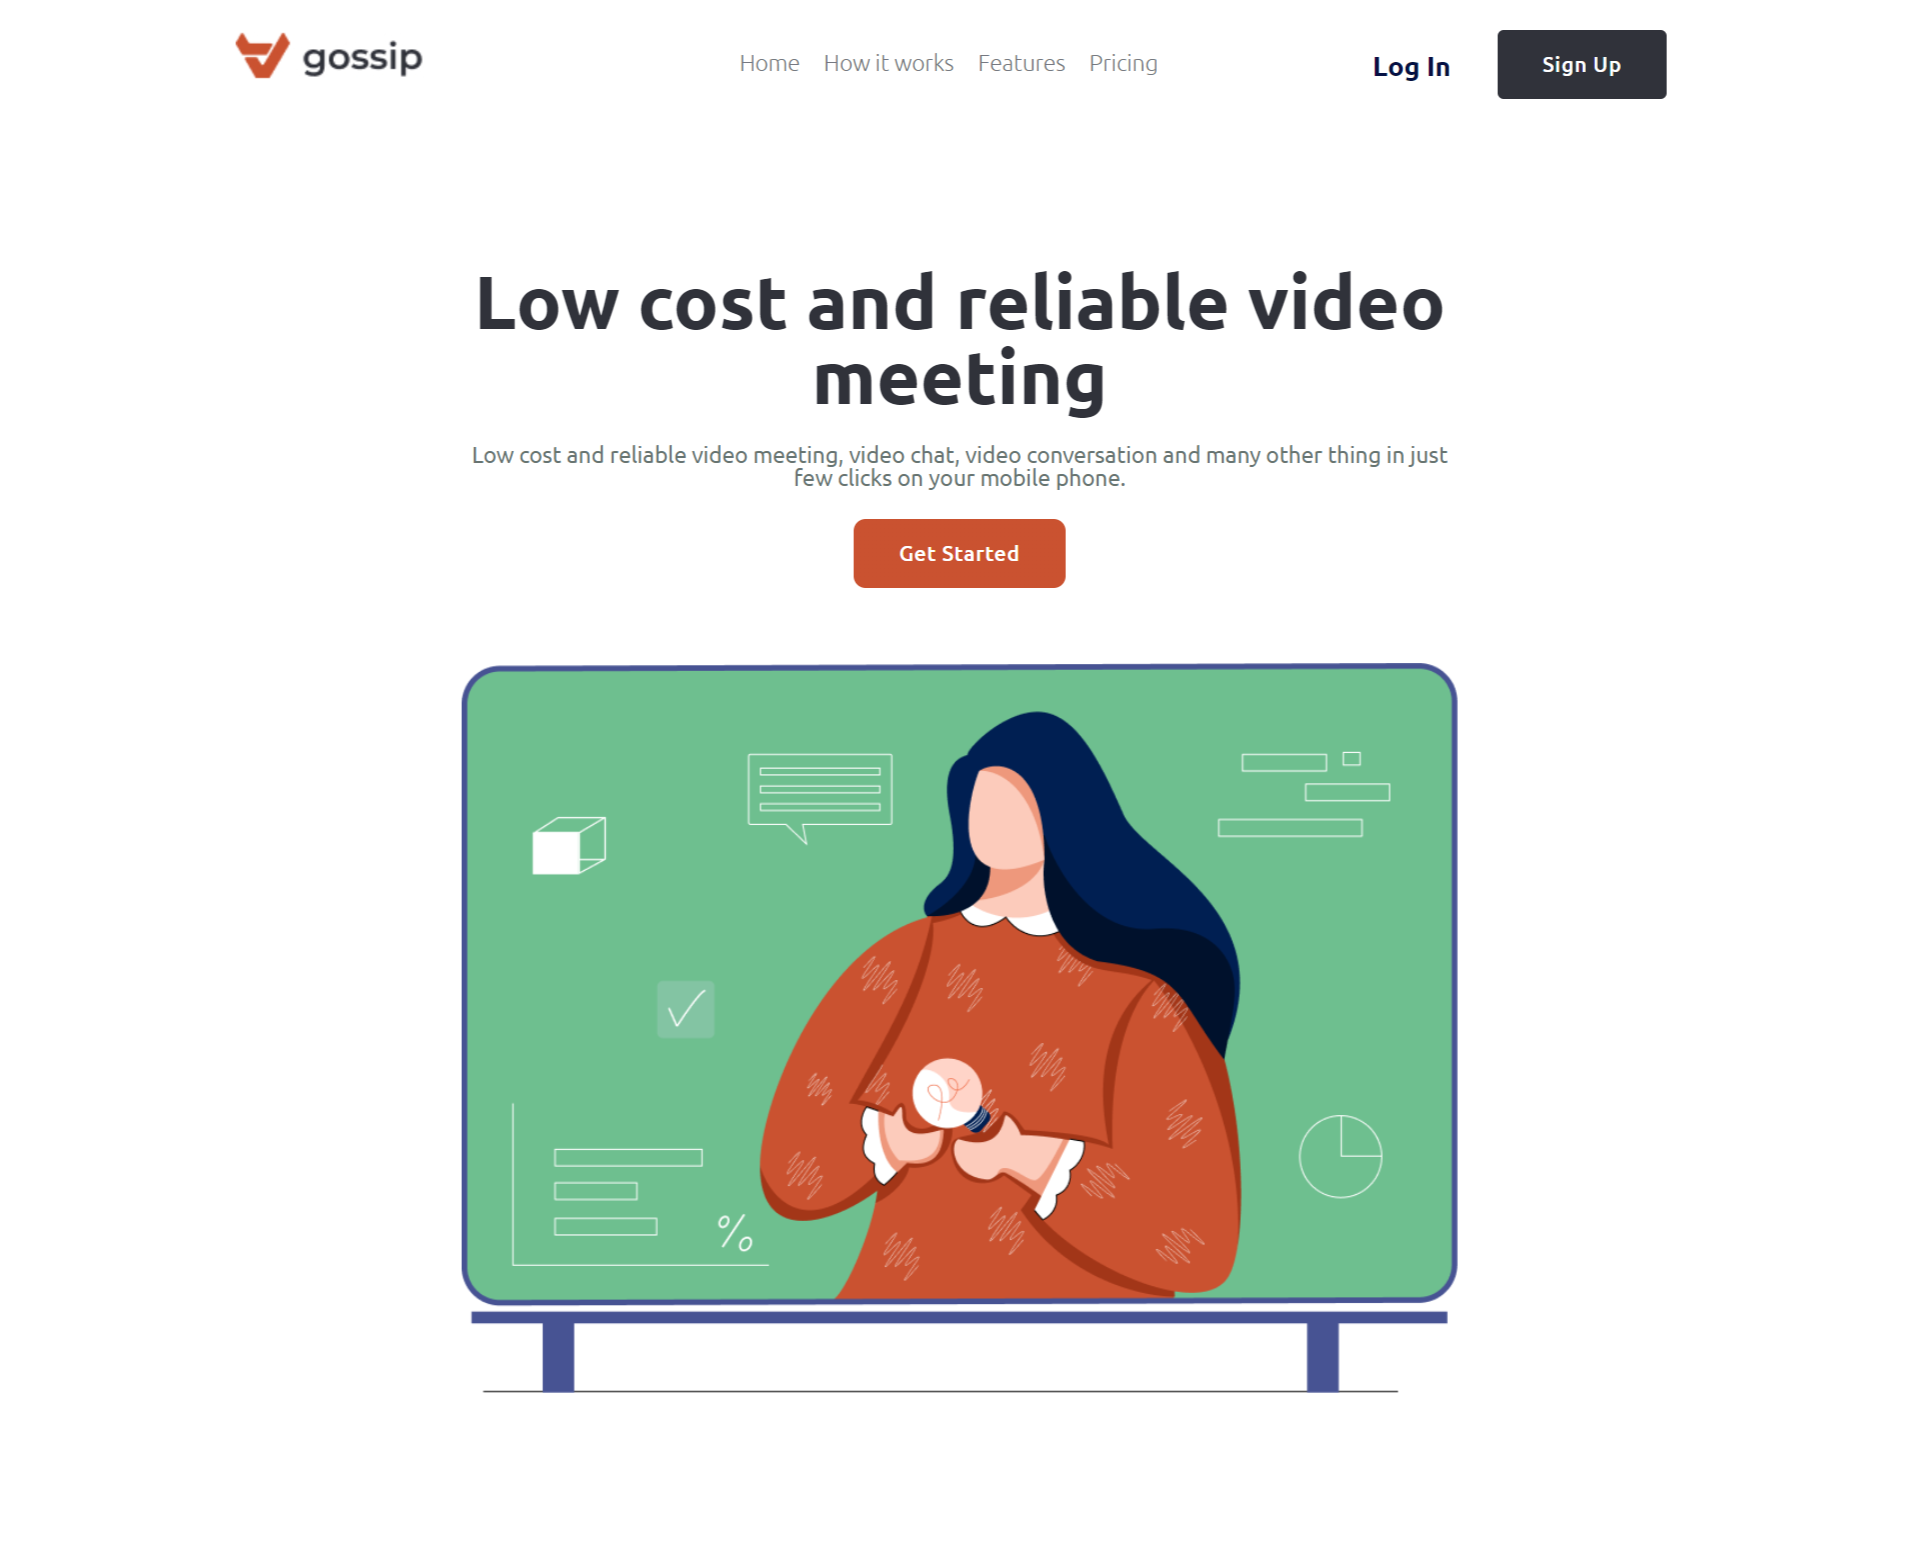 gossip
Home How it works Features Pricing
Log In
Sign Up
Low cost and reliable video
meeting
Low cost and reliable video meeting, video chat, video conversation and many other thing in just
few clicks on your mobile phone.
Get Started
%